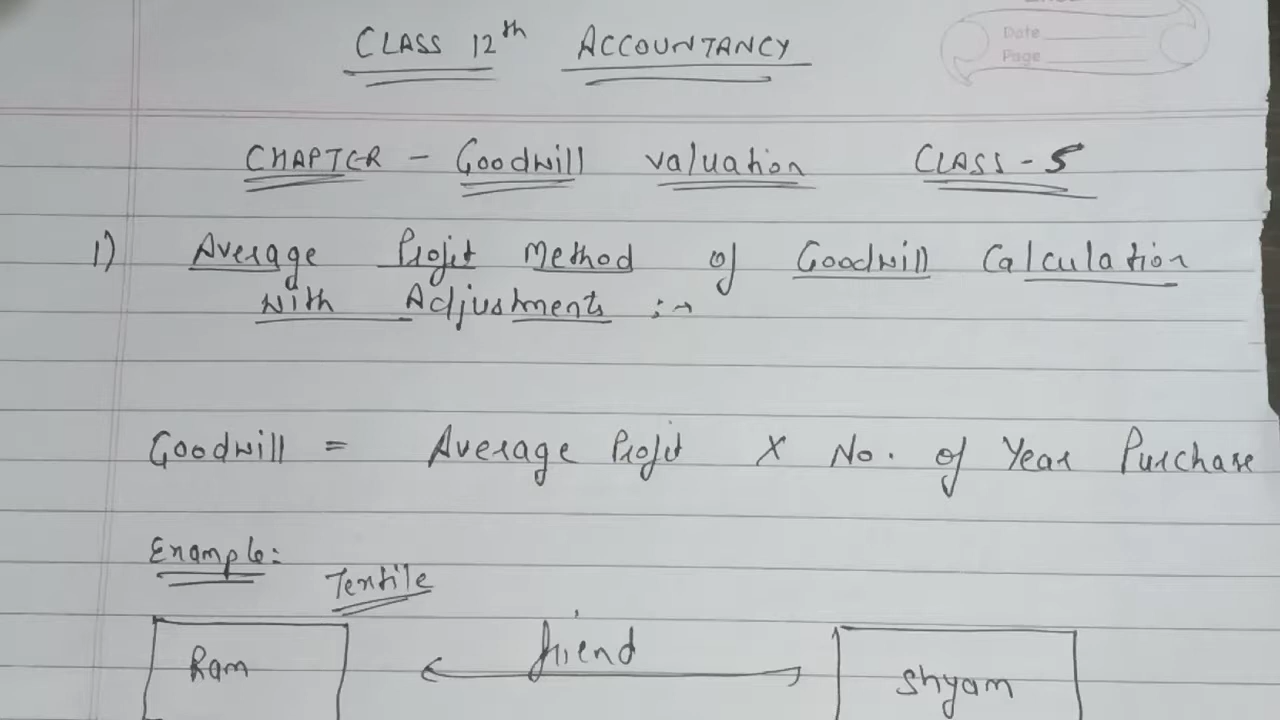 Date
Page
CLASS 12th ACCOUNTANCY
CHAPTER - Goodwill valuation CLASS-5
1) Average Profit Method of Goodwill Calculation
with Adjustments :-
Goodwill = Average Profit X No. of Year Purchase
Example:
Textile
Ram friend Shyam